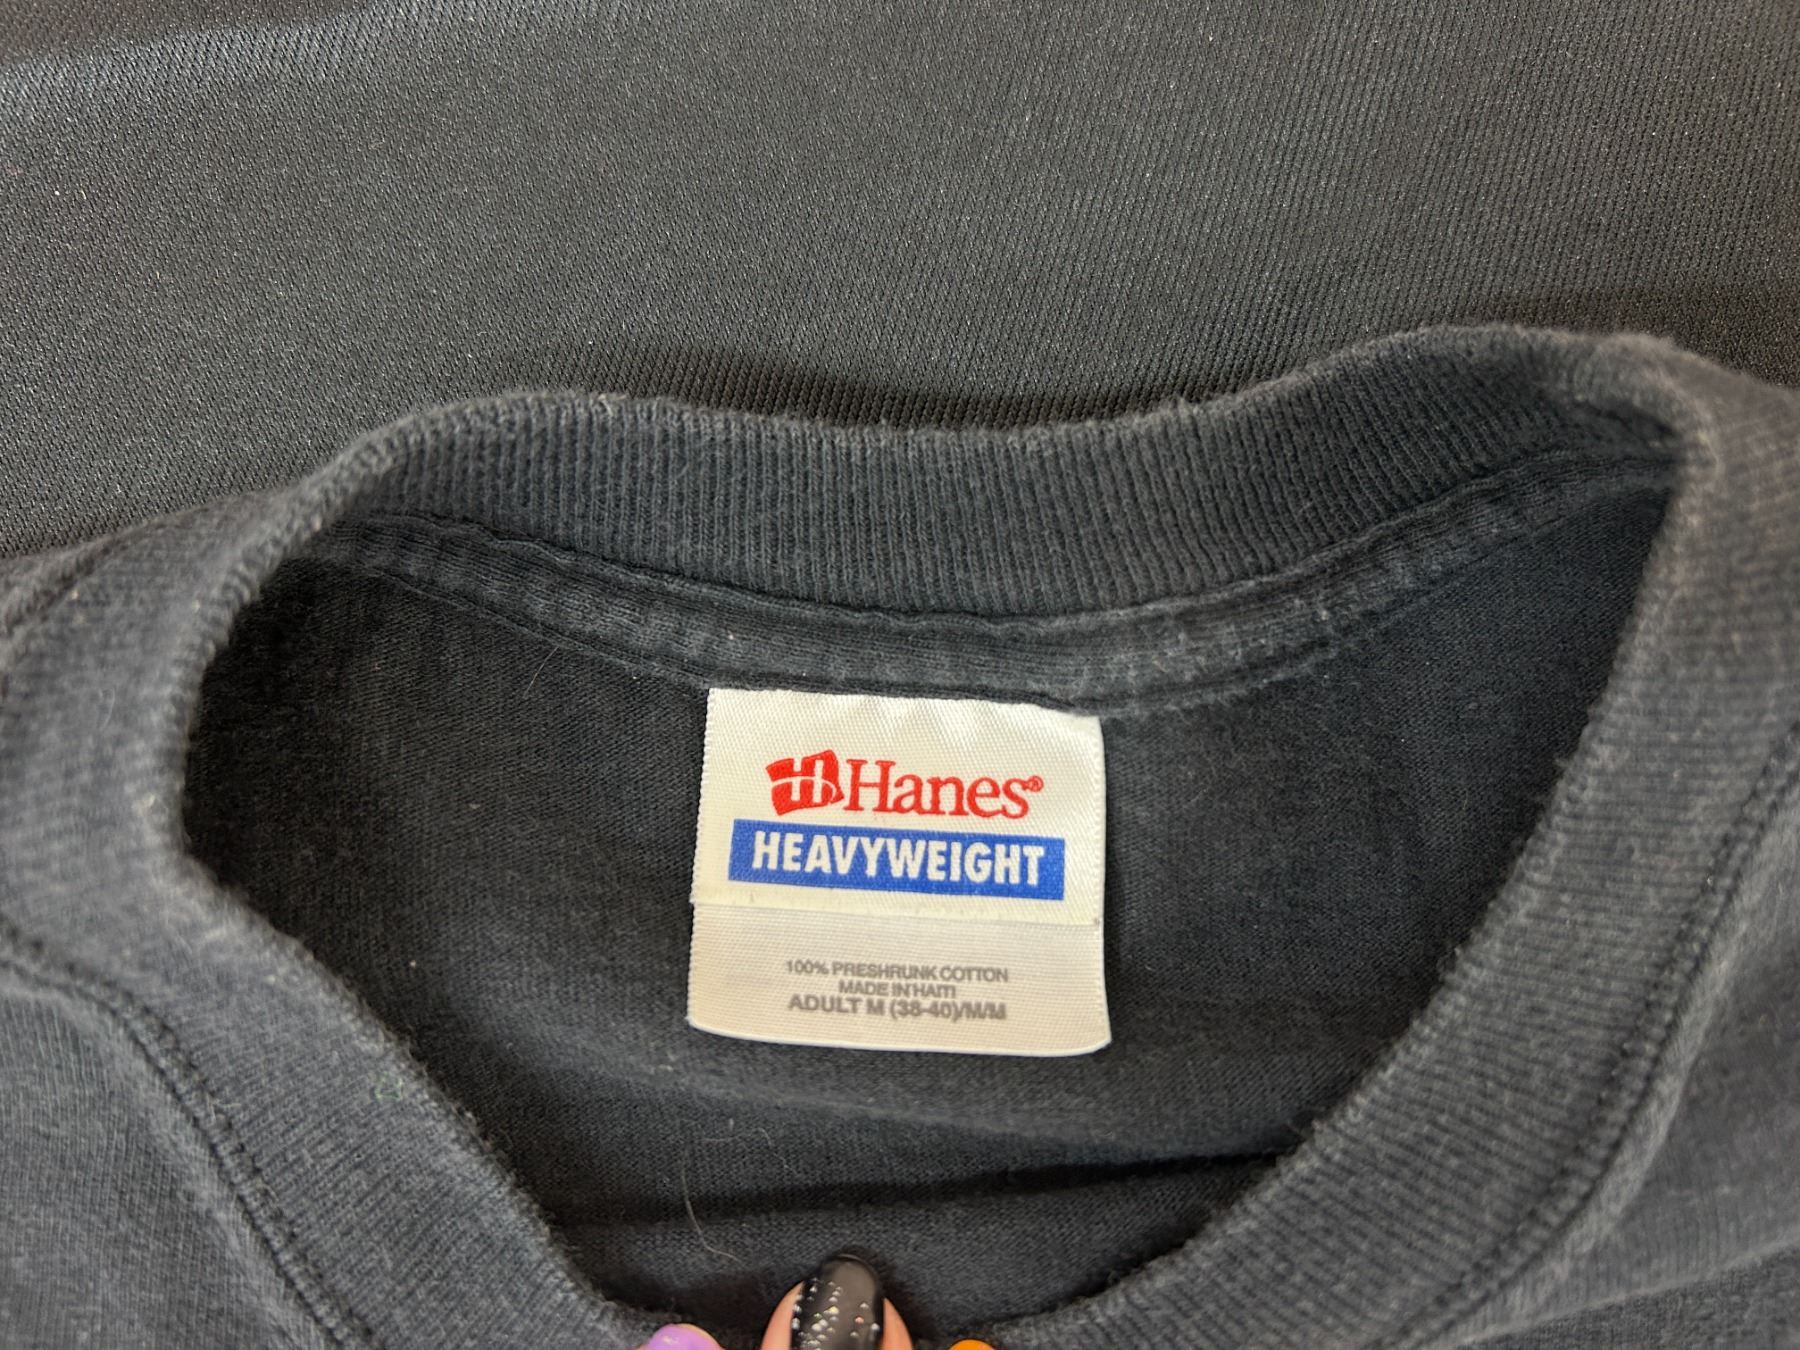 Hanes®
HEAVYWEIGHT
100% PRESHRUNK COTTON
MADE IN HAITI
ADULT M (38-40)/M/M